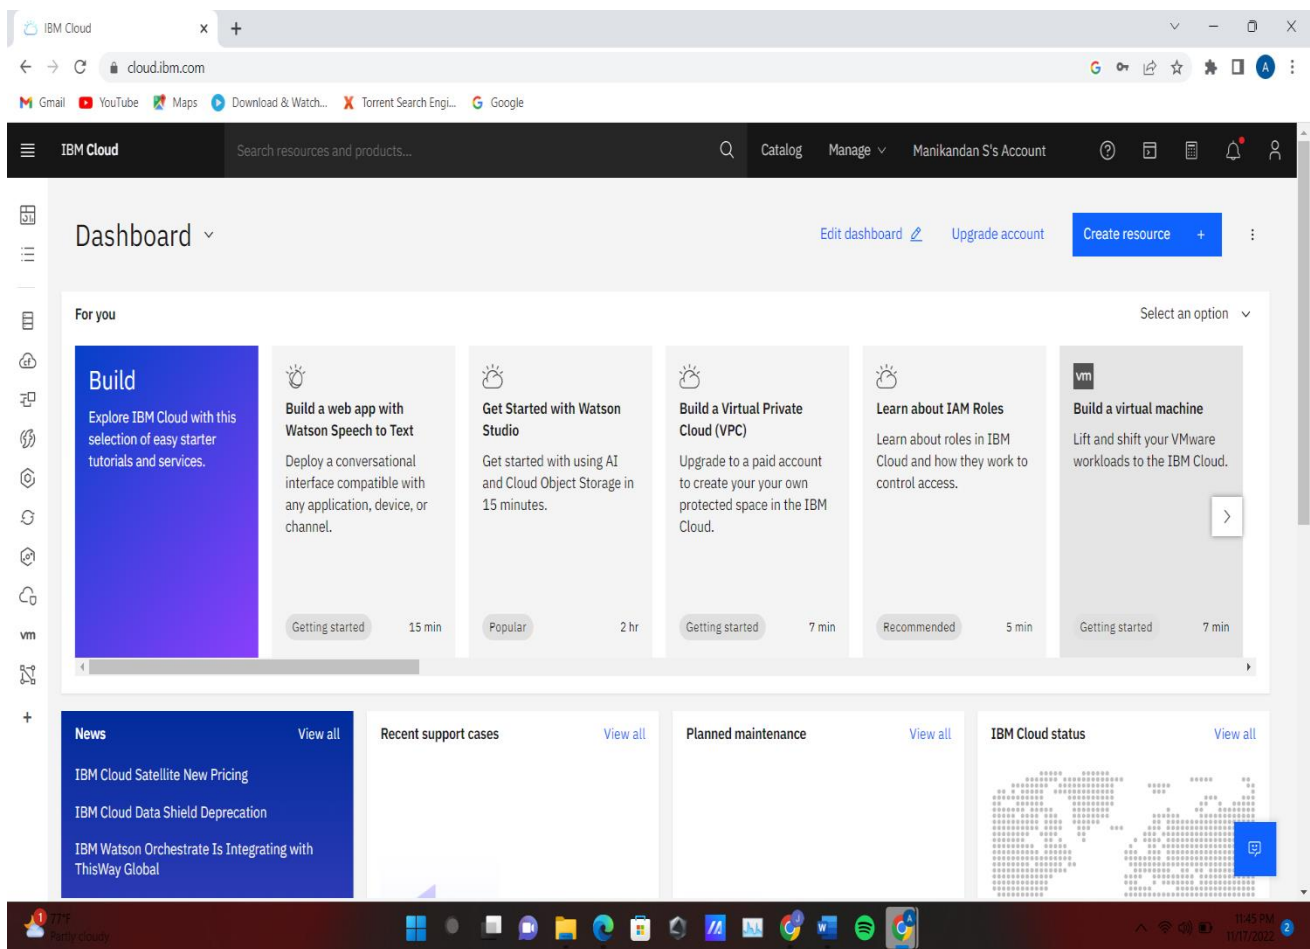 IBM Cloud
cloud.ibm.com
A
Gmail YouTube Maps Download & Watch... Torrent Search Engi... Google
IBM Cloud Search resources and products... Catalog Manage Manikandan S's Account
Dashboard
Edit dashboard Upgrade account Create resource +
For you
Select an option
Build
Explore IBM Cloud with this
selection of easy starter
tutorials and services.
Build a web app with
Watson Speech to Text
Deploy a conversational
interface compatible with
any application, device, or
channel.
Getting started 15 min
Get Started with Watson
Studio
Get started with using AI
and Cloud Object Storage in
15 minutes.
Popular 2 hr
Build a Virtual Private
Cloud (VPC)
Upgrade to a paid account
to create your your own
protected space in the IBM
Cloud.
Getting started 7 min
Learn about IAM Roles
Learn about roles in IBM
Cloud and how they work to
control access.
Recommended 5 min
vm
Build a virtual machine
Lift and shift your VMware
workloads to the IBM Cloud.
Getting started 7 min
cf
vm
News View all
IBM Cloud Satellite New Pricing
IBM Cloud Data Shield Deprecation
IBM Watson Orchestrate Is Integrating with
ThisWay Global
Recent support cases View all
Planned maintenance View all
IBM Cloud status View all
1
77°F
Partly cloudy
11:45 PM
11/17/2022
2